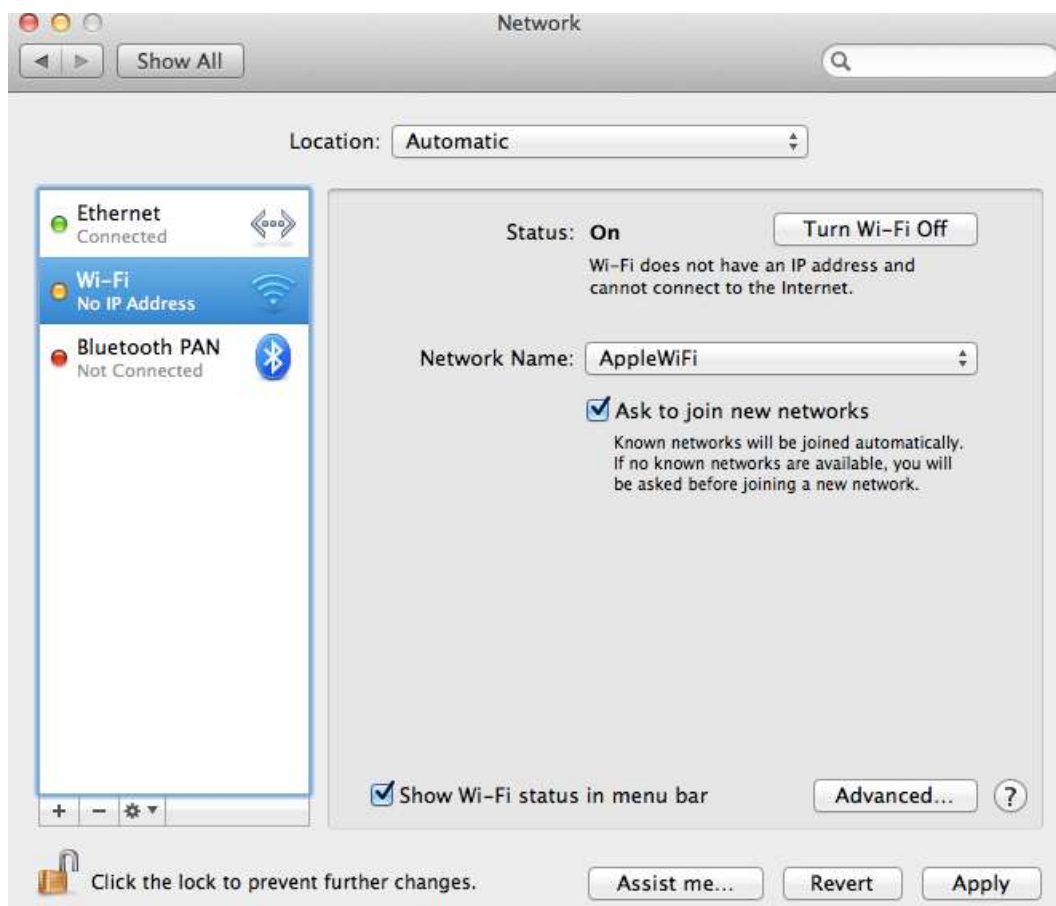 Network
Show All
Location: Automatic
Ethernet
Connected
Wi-Fi
No IP Address
Bluetooth PAN
Not Connected
Status: On
Turn Wi-Fi Off
Wi-Fi does not have an IP address and
cannot connect to the Internet.
Network Name: AppleWiFi
Ask to join new networks
Known networks will be joined automatically.
If no known networks are available, you will
be asked before joining a new network.
Show Wi-Fi status in menu bar
Advanced...
?
+ −
Click the lock to prevent further changes.
Assist me...
Revert
Apply